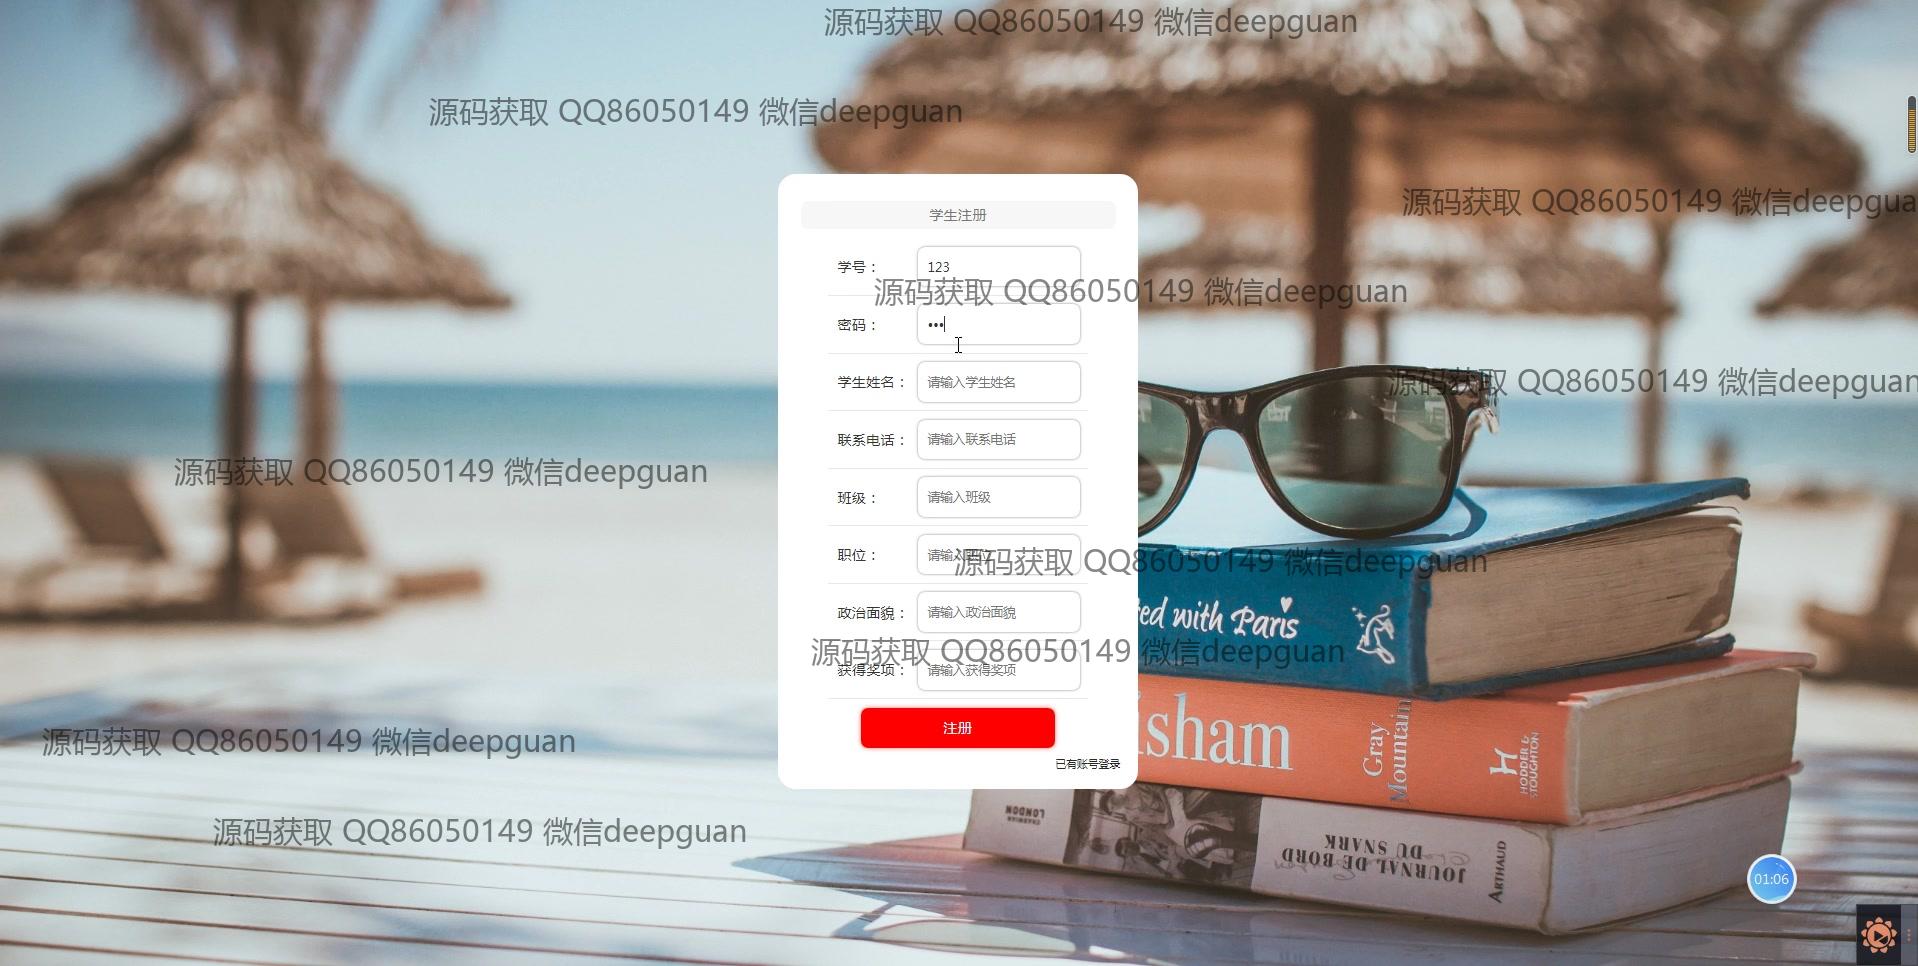 源码获取 QQ86050149 微信deepguan
源码获取 QQ86050149 微信deepguan
源码获取 QQ86050149 微信deepgua
学生注册
学号：
123
源码获取 QQ86050149 微信deepguan
密码：
•••
学生姓名：
请输入学生姓名
源码获取 QQ86050149 微信deepguan
联系电话：
请输入联系电话
源码获取 QQ86050149 微信deepguan
班级：
请输入班级
职位：
请输入职位
源码获取 QQ86050149 微信deepguan
政治面貌：
请输入政治面貌
ed with Paris
源码获取 QQ86050149 微信deepguan
获得奖项：
请输入获得奖项
注册
isham
Gray
Mountain
HODDER &
STOUGHTON
源码获取 QQ86050149 微信deepguan
已有账号登录
LONDON
源码获取 QQ86050149 微信deepguan
JOURNAL DE BORD
DU SNARK
ARTHAUD
01:06